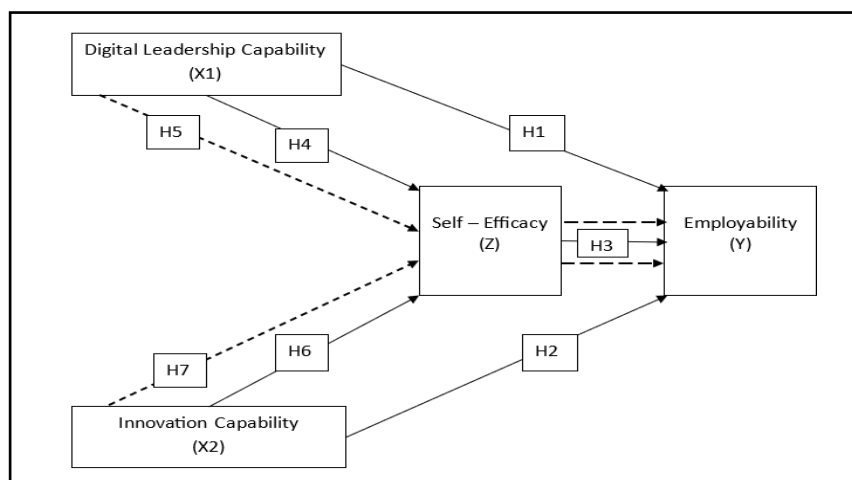 Digital Leadership Capability
(X1)
H5
H4
H1
Self – Efficacy
(Z)
H3
Employability
(Y)
H7
H6
H2
Innovation Capability
(X2)